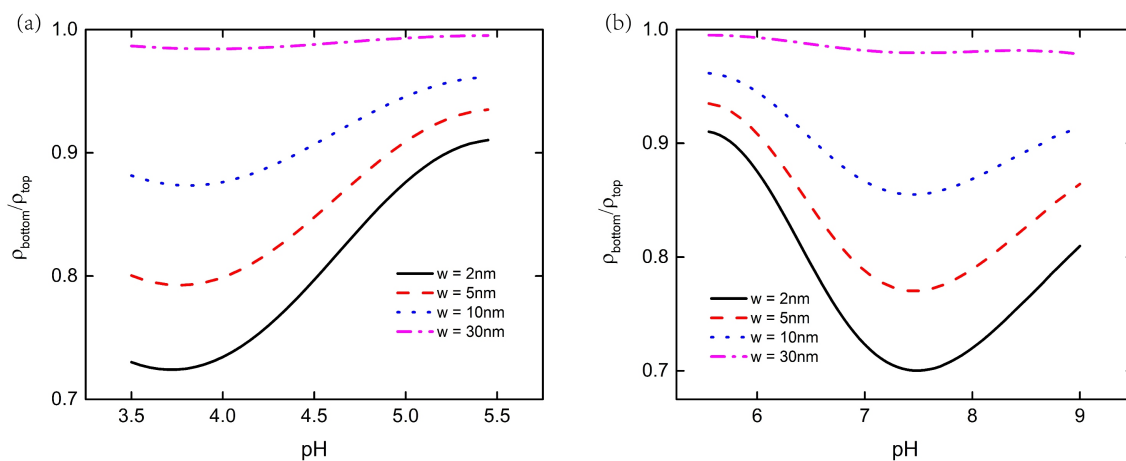 (a)
1.0
0.9
0.8
0.7
ρbottom/ρtop
w = 2nm
w = 5nm
w = 10nm
w = 30nm
3.5 4.0 4.5 5.0 5.5
pH
(b)
1.0
0.9
0.8
0.7
ρbottom/ρtop
w = 2nm
w = 5nm
w = 10nm
w = 30nm
6 7 8 9
pH